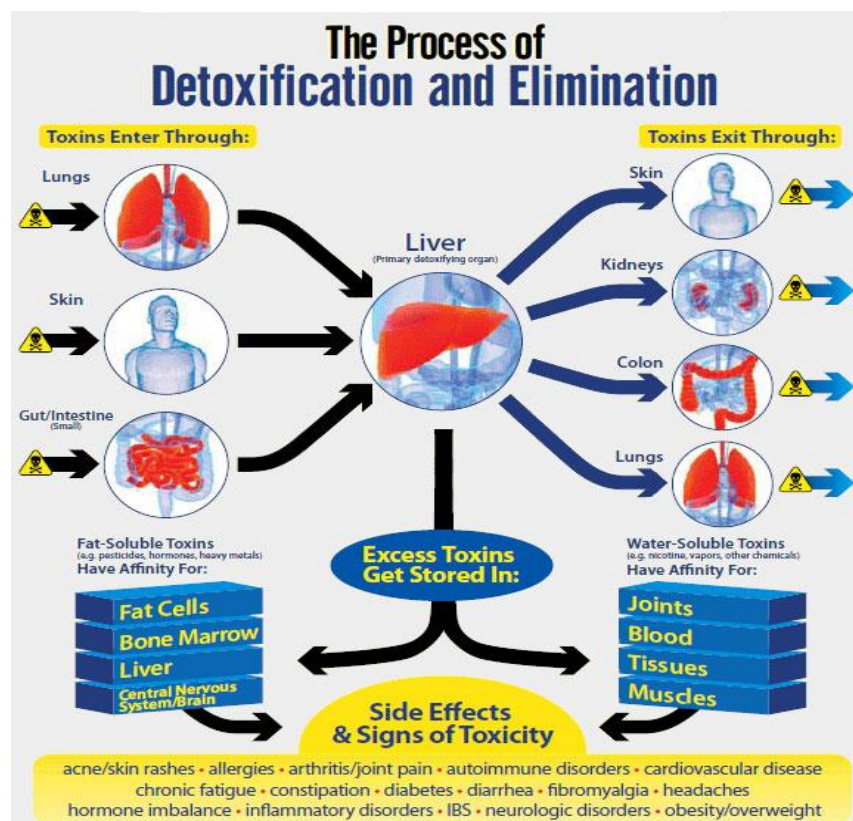 The Process of
Detoxification and Elimination
Toxins Enter Through:
Lungs
Skin
Gut/Intestine
(Small)
Liver
(Primary detoxifying organ)
Toxins Exit Through:
Skin
Kidneys
Colon
Lungs
Fat-Soluble Toxins
(e.g. pesticides, hormones, heavy metals)
Have Affinity For:
Fat Cells
Bone Marrow
Liver
Central Nervous
System/Brain
Excess Toxins
Get Stored In:
Water-Soluble Toxins
(e.g. nicotine, vapors, other chemicals)
Have Affinity For:
Joints
Blood
Tissues
Muscles
Side Effects
& Signs of Toxicity
acne/skin rashes • allergies • arthritis/joint pain • autoimmune disorders • cardiovascular disease
chronic fatigue • constipation • diabetes • diarrhea • fibromyalgia • headaches
hormone imbalance • inflammatory disorders • IBS • neurologic disorders • obesity/overweight